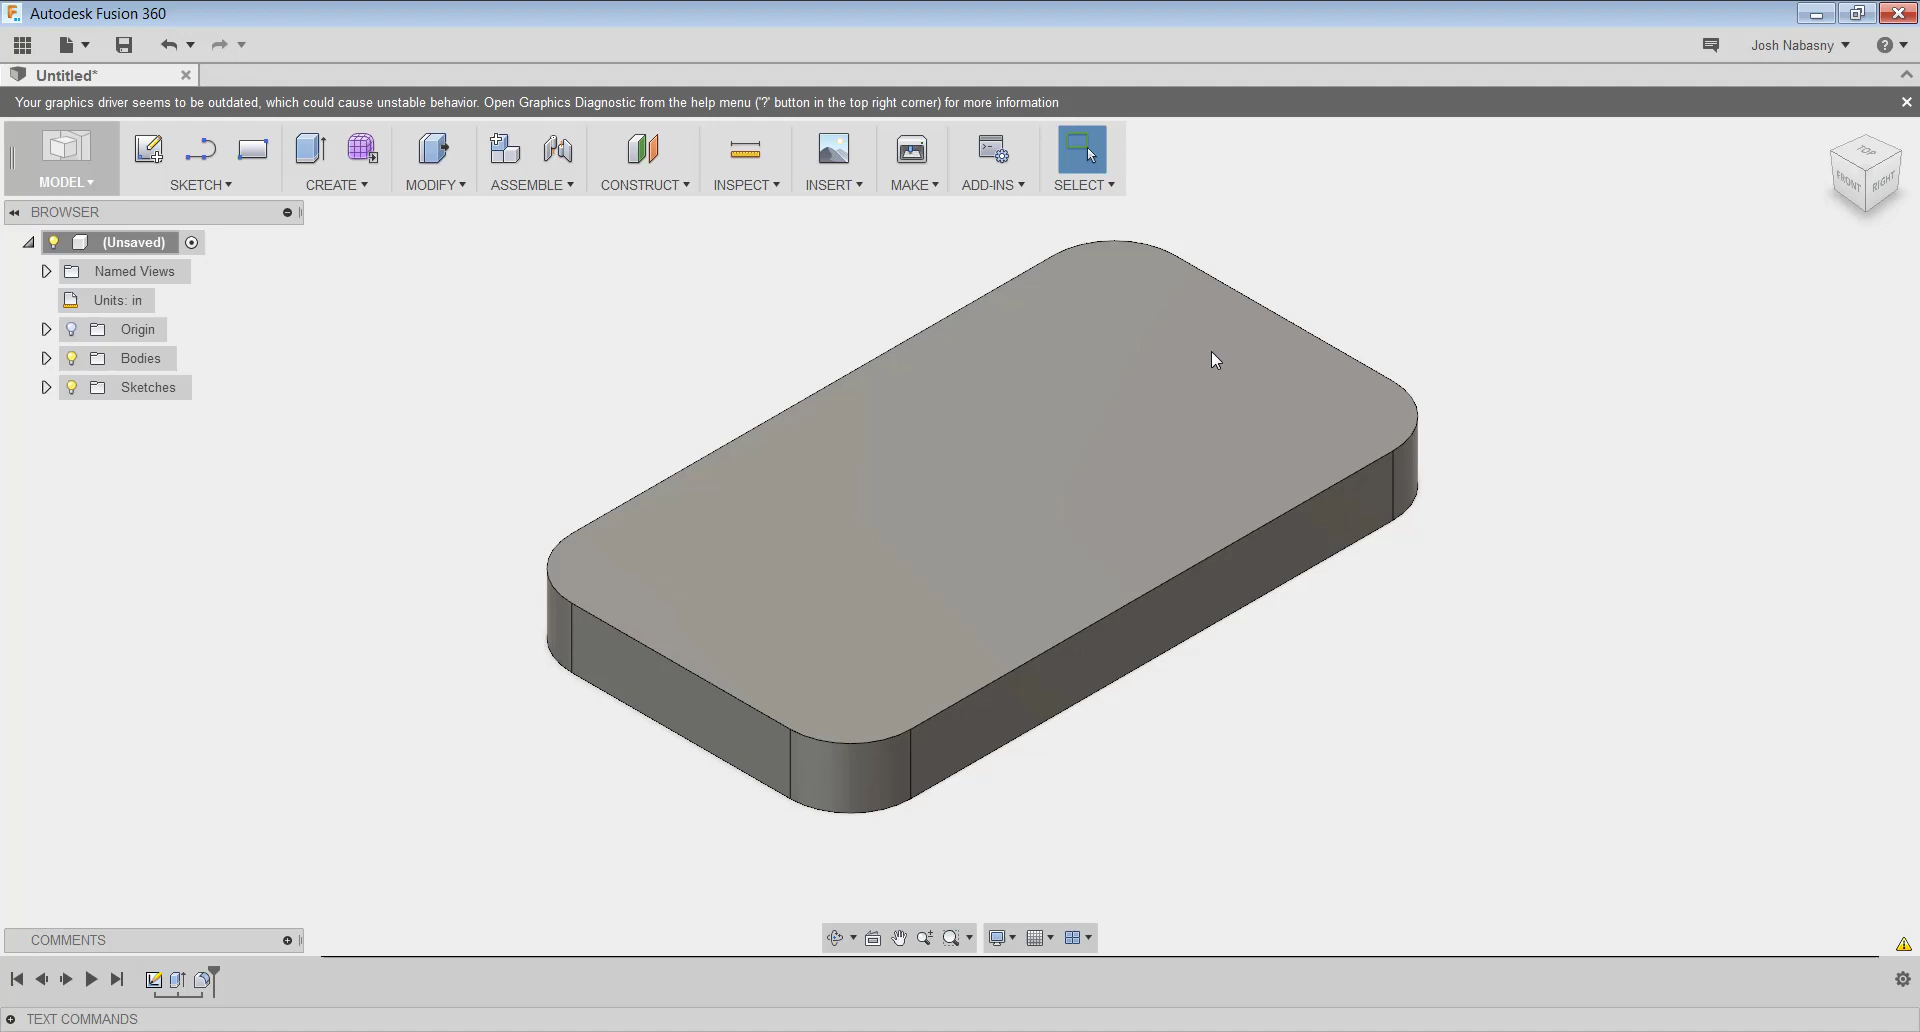 Autodesk Fusion 360
Josh Nabasny
Untitled*
Your graphics driver seems to be outdated, which could cause unstable behavior. Open Graphics Diagnostic from the help menu ('?' button in the top right corner) for more information
MODEL
SKETCH
CREATE
MODIFY
ASSEMBLE
CONSTRUCT
INSPECT
INSERT
MAKE
ADD-INS
SELECT
TOP
FRONT
RIGHT
BROWSER
(Unsaved)
Named Views
Units: in
Origin
Bodies
Sketches
COMMENTS
TEXT COMMANDS